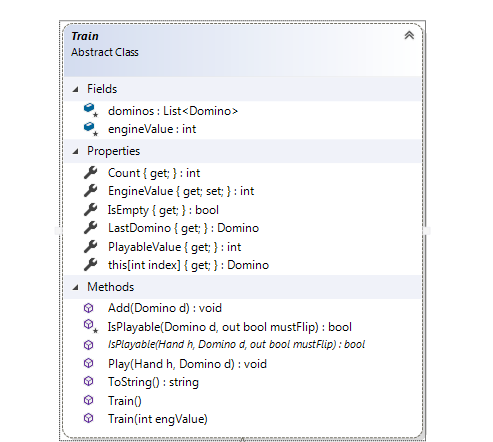 Train
Abstract Class
Fields
dominos : List<Domino>
engineValue : int
Properties
Count { get; } : int
EngineValue { get; set; } : int
IsEmpty { get; } : bool
LastDomino { get; } : Domino
PlayableValue { get; } : int
this[int index] { get; } : Domino
Methods
Add(Domino d) : void
IsPlayable(Domino d, out bool mustFlip) : bool
IsPlayable(Hand h, Domino d, out bool mustFlip) : bool
Play(Hand h, Domino d) : void
ToString() : string
Train()
Train(int engValue)